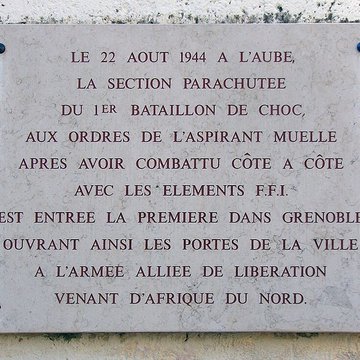 LE 22 AOUT 1944 A L'AUBE,
LA SECTION PARACHUTEE
DU 1ER BATAILLON DE CHOC,
AUX ORDRES DE L'ASPIRANT MUELLE
APRES AVOIR COMBATTU CÔTE A CÔTE
AVEC LES ELEMENTS F.F.I.
EST ENTREE LA PREMIERE DANS GRENOBLE
OUVRANT AINSI LES PORTES DE LA VILLE
A L'ARMEE ALLIEE DE LIBERATION
VENANT D'AFRIQUE DU NORD.